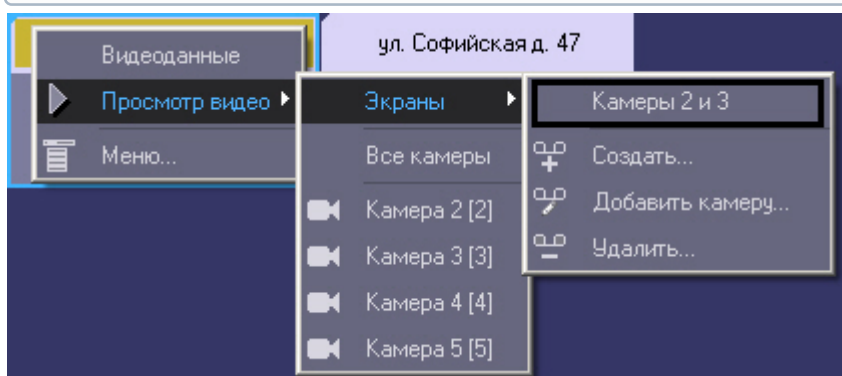 ул. Софийская д. 47
Видеоданные
Просмотр видео
Меню...
Экраны
Все камеры
Камера 2 [2]
Камера 3 [3]
Камера 4 [4]
Камера 5 [5]
Камеры 2 и 3
Создать...
Добавить камеру...
Удалить...